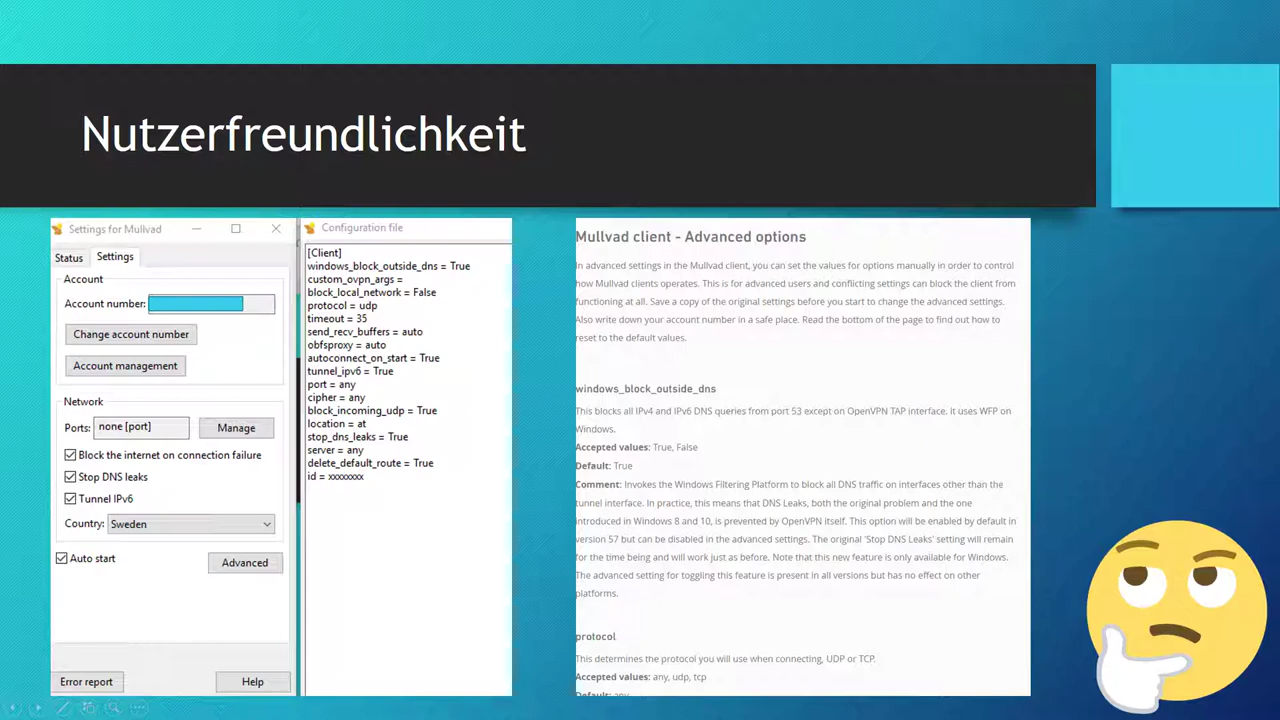 Nutzerfreundlichkeit
Settings for Mullvad
Status
Settings
Account
Account number:
Change account number
Account management
Network
Ports:
none [port]
Manage
Block the internet on connection failure
Stop DNS leaks
Tunnel IPv6
Country:
Sweden
Auto start
Advanced
Error report
Help
Configuration file
[Client]
windows_block_outside_dns = True
custom_ovpn_args =
block_local_network = False
protocol = udp
timeout = 35
send_recv_buffers = auto
obfsproxy = auto
autoconnect_on_start = True
tunnel_ipv6 = True
port = any
cipher = any
block_incoming_udp = True
location = at
stop_dns_leaks = True
server = any
delete_default_route = True
id = xxxxxxxx
Mullvad client - Advanced options
In advanced settings in the Mullvad client, you can set the values for options manually in order to control
how Mullvad clients operates. This is for advanced users and conflicting settings can block the client from
functioning at all. Save a copy of the original settings before you start to change the advanced settings.
Also write down your account number in a safe place. Read the bottom of the page to find out how to
reset to the default values.
windows_block_outside_dns
This blocks all IPv4 and IPv6 DNS queries from port 53 except on OpenVPN TAP interface. It uses WFP on
Windows.
Accepted values: True, False
Default: True
Comment: Invokes the Windows Filtering Platform to block all DNS traffic on interfaces other than the
tunnel interface. In practice, this means that DNS Leaks, both the original problem and the one
introduced in Windows 8 and 10, is prevented by OpenVPN itself. This option will be enabled by default in
version 57 but can be disabled in the advanced settings. The original 'Stop DNS Leaks' setting will remain
for the time being and will work just as before. Note that this new feature is only available for Windows.
The advanced setting for toggling this feature is present in all versions but has no effect on other
platforms.
protocol
This determines the protocol you will use when connecting, UDP or TCP.
Accepted values: any, udp, tcp
Default: any